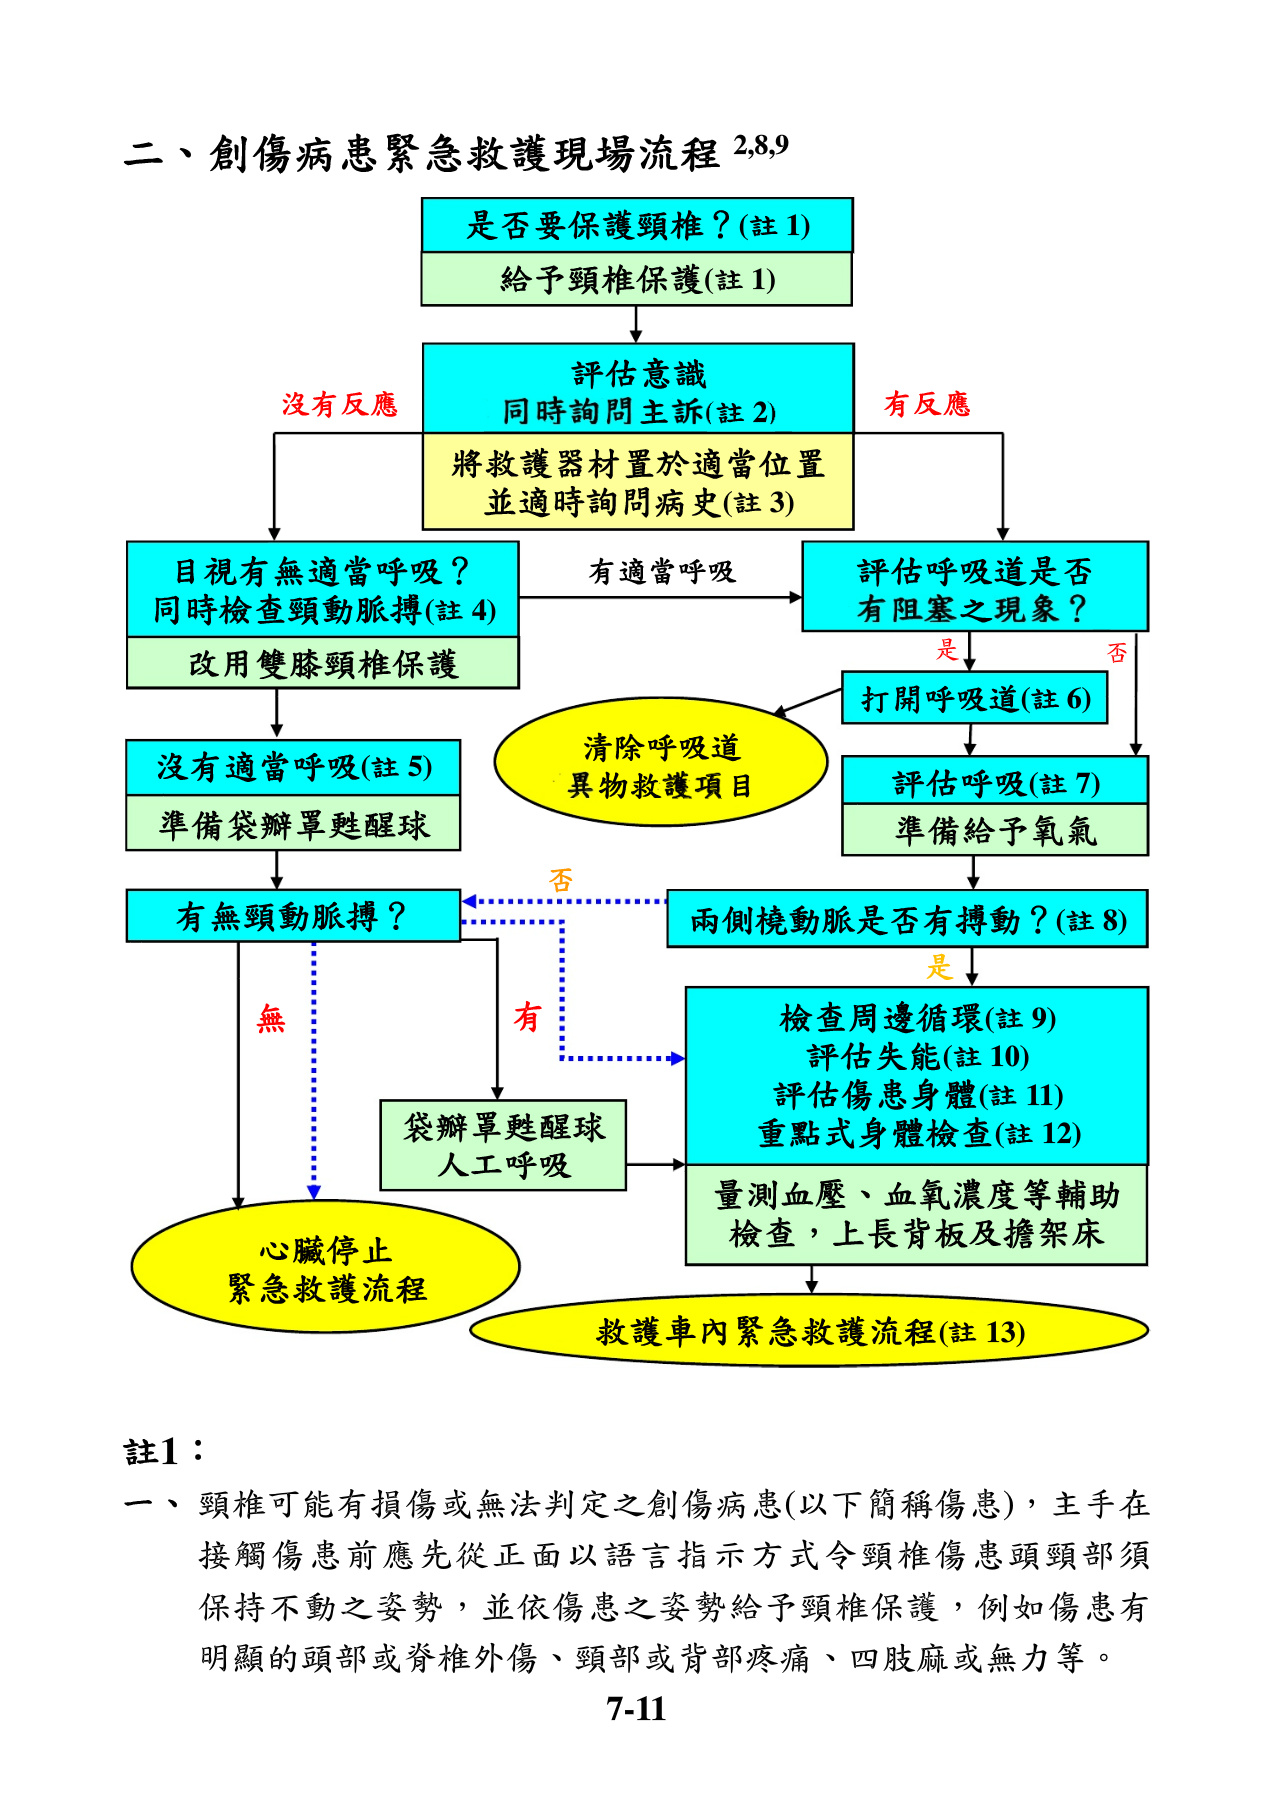 二、創傷病患緊急救護現場流程 2,8,9
是否要保護頸椎？(註 1)
給予頸椎保護(註 1)
評估意識
同時詢問主訴(註 2)
沒有反應
有反應
將救護器材置於適當位置
並適時詢問病史(註 3)
目視有無適當呼吸？
同時檢查頸動脈搏(註 4)
改用雙膝頸椎保護
有適當呼吸
評估呼吸道是否
有阻塞之現象？
是
否
打開呼吸道(註 6)
清除呼吸道
異物救護項目
沒有適當呼吸(註 5)
準備袋瓣罩甦醒球
評估呼吸(註 7)
準備給予氧氣
否
有無頸動脈搏？
兩側橈動脈是否有搏動？(註 8)
是
無
有
檢查周邊循環(註 9)
評估失能(註 10)
評估傷患身體(註 11)
重點式身體檢查(註 12)
袋瓣罩甦醒球
人工呼吸
量測血壓、血氧濃度等輔助
檢查，上長背板及擔架床
心臟停止
緊急救護流程
救護車內緊急救護流程(註 13)
註1：
一、 頸椎可能有損傷或無法判定之創傷病患(以下簡稱傷患)，主手在
接觸傷患前應先從正面以語言指示方式令頸椎傷患頭頸部須
保持不動之姿勢，並依傷患之姿勢給予頸椎保護，例如傷患有
明顯的頭部或脊椎外傷、頸部或背部疼痛、四肢麻或無力等。
7-11